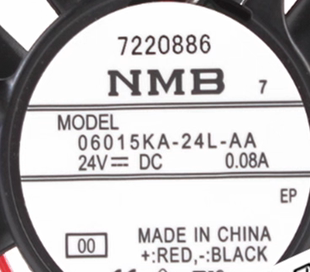 7220886
NMB 7
MODEL
06015KA-24L-AA
24V⎓ DC 0.08A
EP
00 MADE IN CHINA
+:RED,-:BLACK